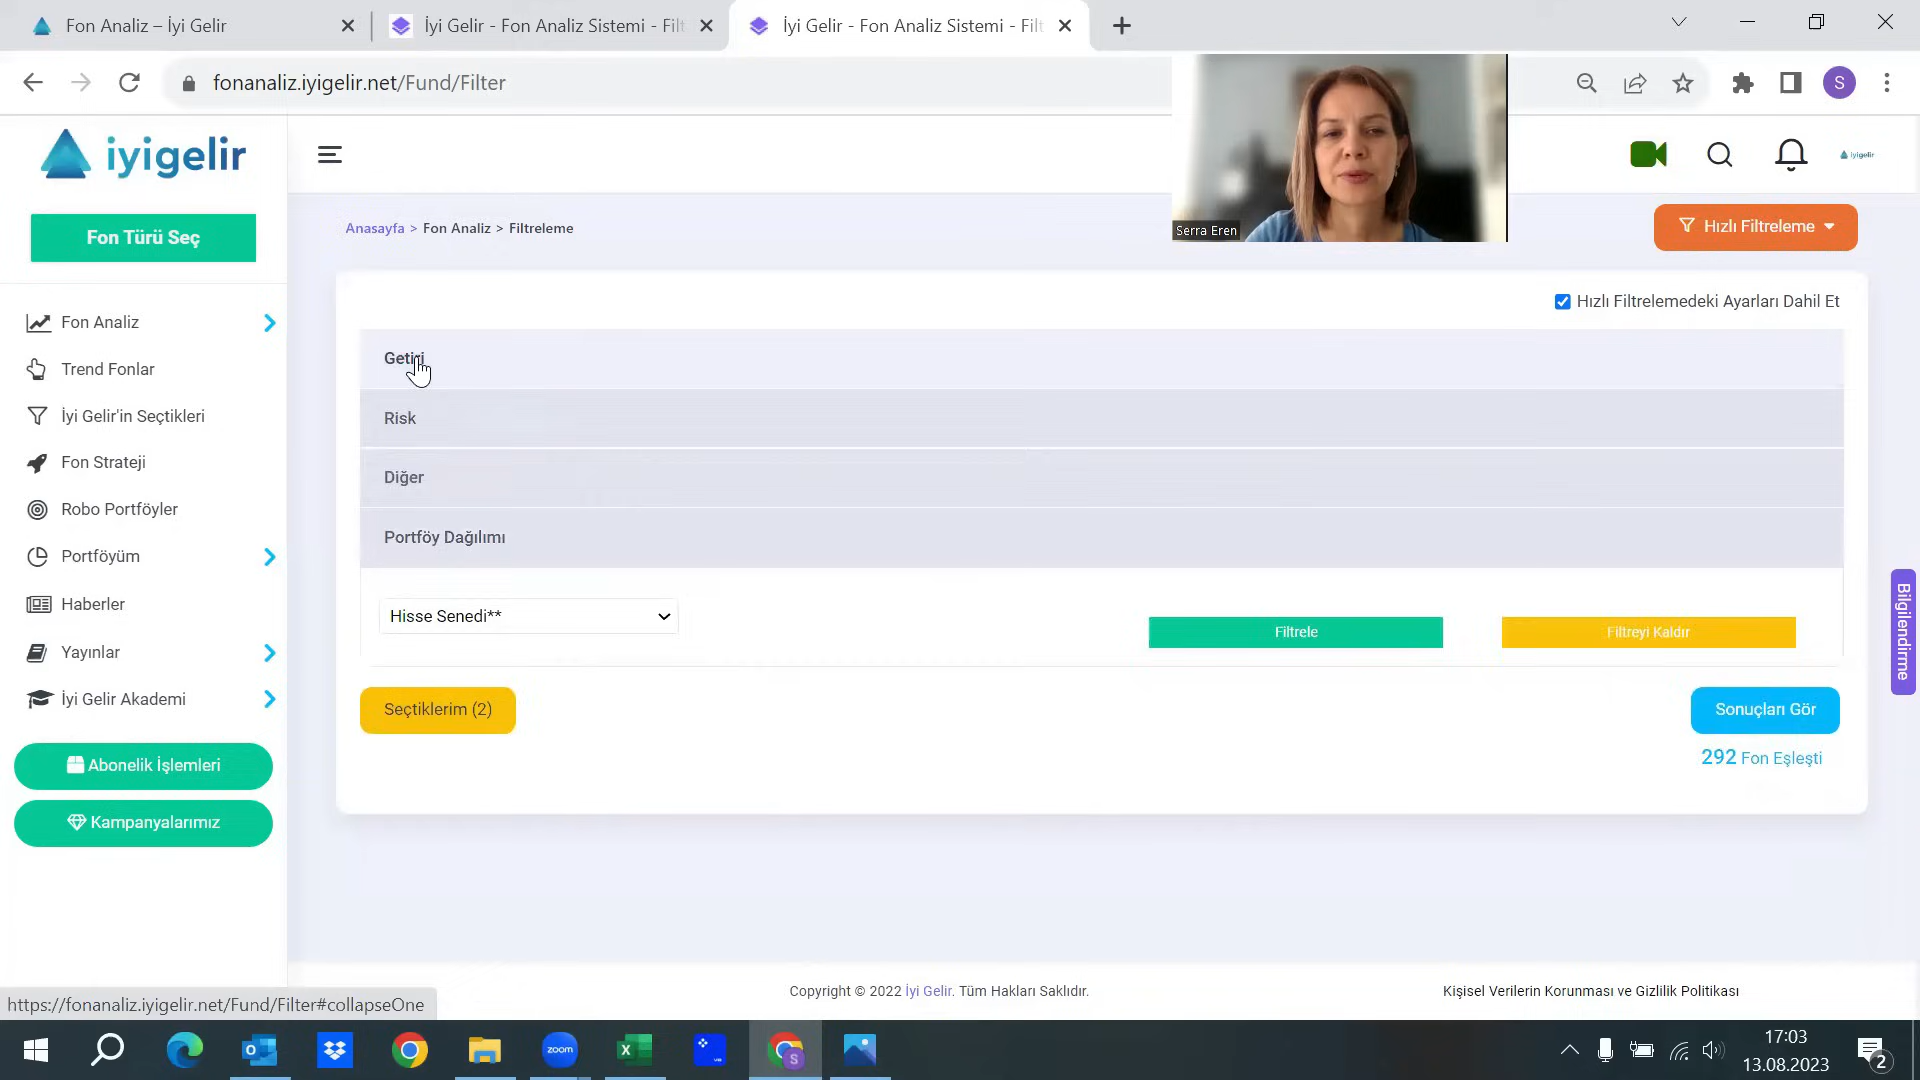 Fon Analiz – İyi Gelir
İyi Gelir - Fon Analiz Sistemi - Filt
İyi Gelir - Fon Analiz Sistemi - Filt
fonanaliz.iyigelir.net/Fund/Filter
S
iyigelir
Serra Eren
iyigelir
Fon Türü Seç
Anasayfa > Fon Analiz > Filtreleme
Hızlı Filtreleme
Hızlı Filtrelemedeki Ayarları Dahil Et
Fon Analiz
Trend Fonlar
İyi Gelir'in Seçtikleri
Fon Strateji
Robo Portföyler
Portföyüm
Haberler
Yayınlar
İyi Gelir Akademi
Abonelik İşlemleri
Kampanyalarımız
Getiri
Risk
Diğer
Portföy Dağılımı
Hisse Senedi**
Filtrele
Filtreyi Kaldır
Seçtiklerim (2)
Sonuçları Gör
292 Fon Eşleşti
Bilgilendirme
Copyright © 2022 İyi Gelir. Tüm Hakları Saklıdır.
Kişisel Verilerin Korunması ve Gizlilik Politikası
https://fonanaliz.iyigelir.net/Fund/Filter#collapseOne
zoom
S
17:03
13.08.2023
2